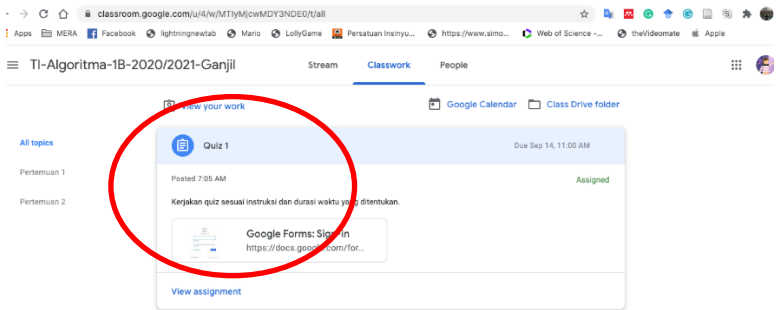 classroom.google.com/u/4/w/MTIyMjcwMDY3NDE0/t/all
Apps MERA Facebook lightningnewtab Mario LollyGame Persatuan Insinyu... https://www.simo... Web of Science -... theVideomate Apple
TI-Algoritma-1B-2020/2021-Ganjil Stream Classwork People
View your work Google Calendar Class Drive folder
All topics
Pertemuan 1
Pertemuan 2
Quiz 1 Due Sep 14, 11:00 AM
Posted 7:05 AM Assigned
Kerjakan quiz sesuai instruksi dan durasi waktu yang ditentukan.
Google Forms: Sign-in
https://docs.google.com/for...
View assignment